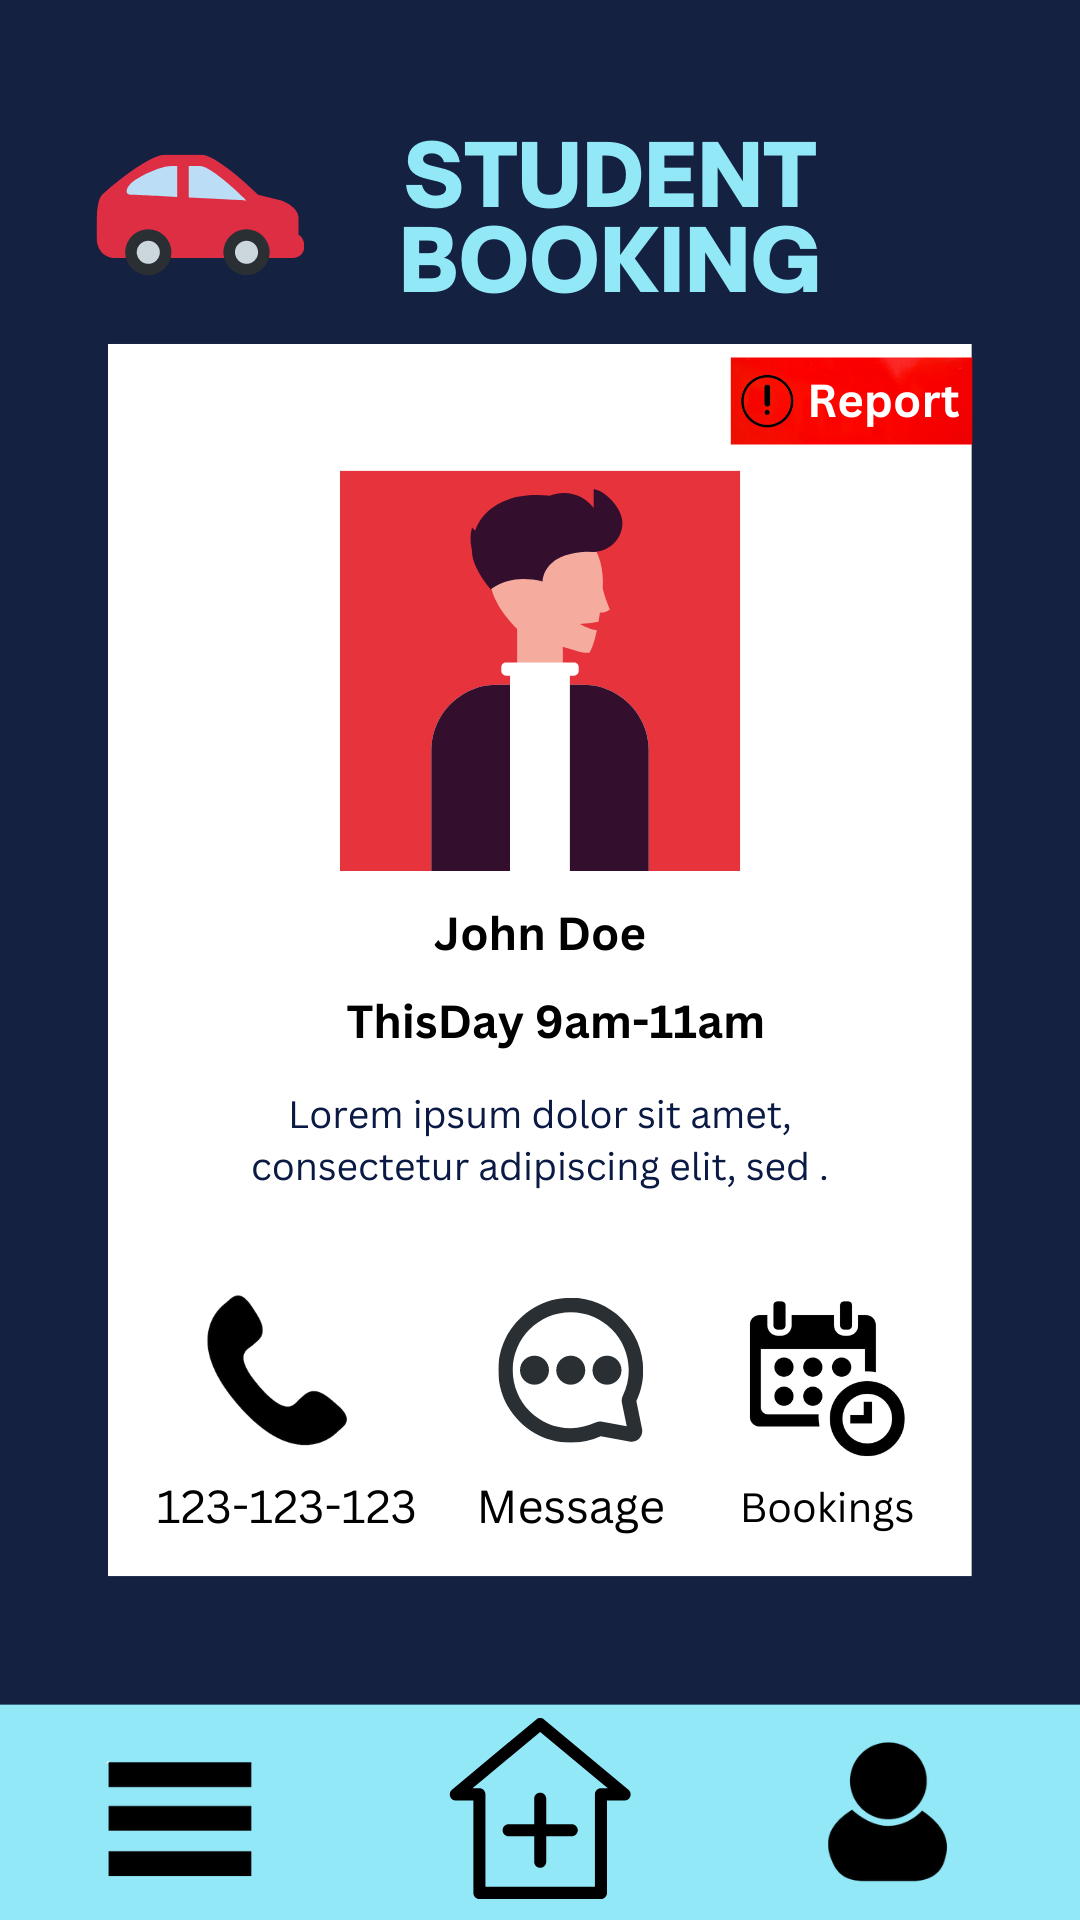 STUDENT
BOOKING
Report
John Doe
ThisDay 9am-11am
Lorem ipsum dolor sit amet,
consectetur adipiscing elit, sed .
123-123-123
Message
Bookings